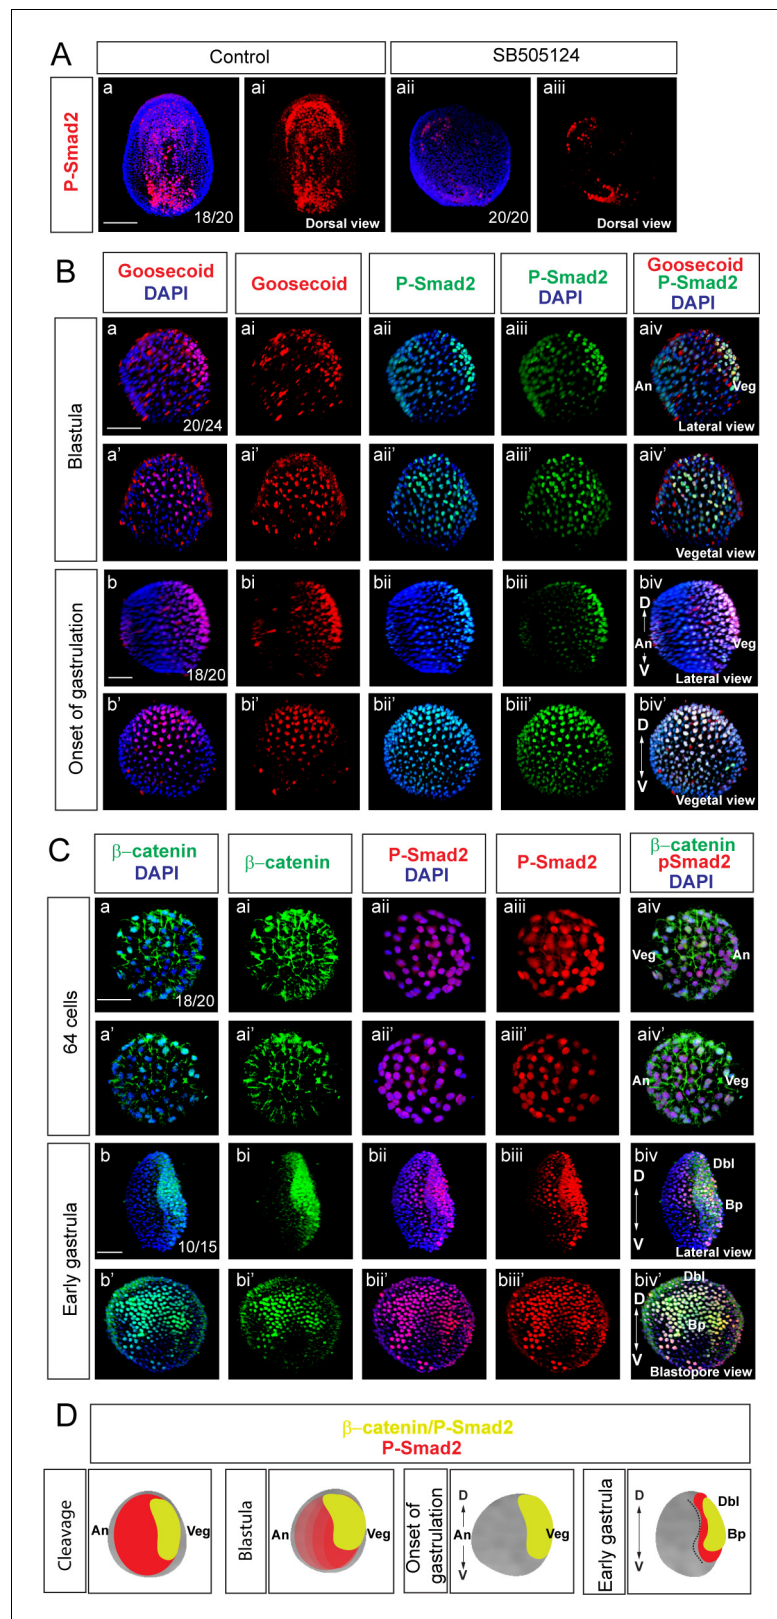 A
Control
SB505124
P-Smad2
a
ai
aii
aiii
18/20
Dorsal view
20/20
Dorsal view
B
Goosecoid
DAPI
Goosecoid
P-Smad2
P-Smad2
DAPI
Goosecoid
P-Smad2
DAPI
Blastula
a
ai
aii
aiii
aiv
An
Veg
20/24
Lateral view
a'
ai'
aii'
aiii'
aiv'
Vegetal view
Onset of gastrulation
b
bi
bii
biii
biv
D
An
Veg
V
18/20
Lateral view
b'
bi'
bii'
biii'
biv'
D
V
Vegetal view
C
β-catenin
DAPI
β-catenin
P-Smad2
DAPI
P-Smad2
β-catenin
pSmad2
DAPI
64 cells
a
ai
aii
aiii
aiv
Veg
An
18/20
a'
ai'
aii'
aiii'
aiv'
An
Veg
Early gastrula
b
bi
bii
biii
biv
D
Dbl
Bp
V
10/15
Lateral view
b'
bi'
bii'
biii'
biv'
Dbl
D
Bp
V
Blastopore view
D
β-catenin/P-Smad2
P-Smad2
Cleavage
An
Veg
Blastula
An
Veg
Onset of
gastrulation
D
An
V
Veg
Early gastrula
D
V
Dbl
Bp